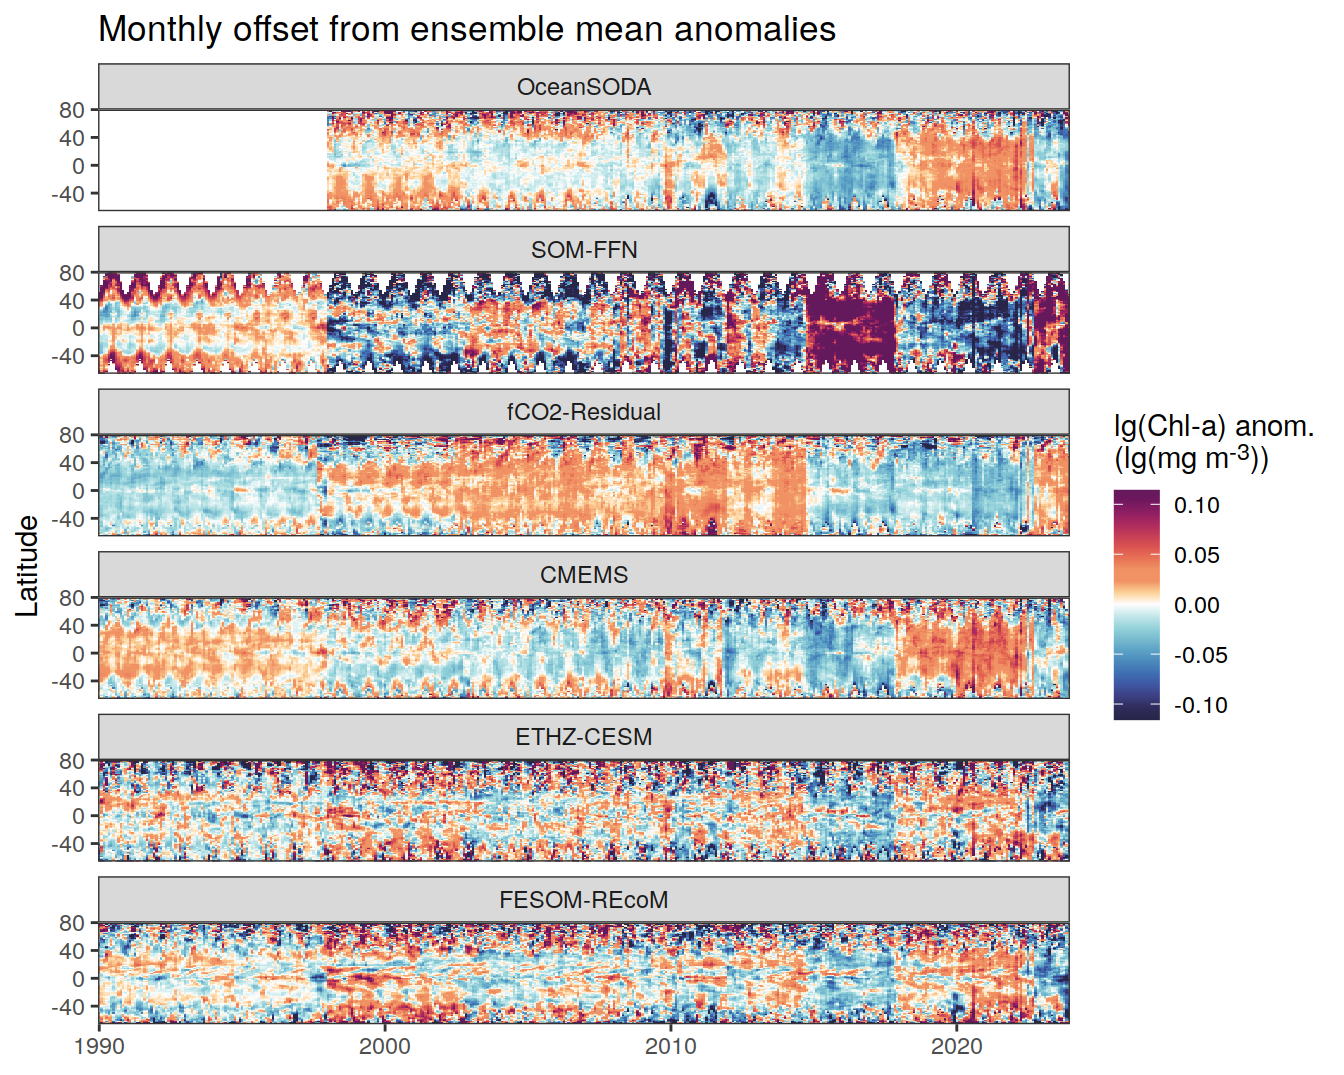 Monthly offset from ensemble mean anomalies
OceanSODA
80
40
0
-40
SOM-FFN
80
40
0
-40
fCO2-Residual
80
40
0
-40
CMEMS
80
40
0
-40
ETHZ-CESM
80
40
0
-40
FESOM-REcoM
80
40
0
-40
1990 2000 2010 2020
Latitude
lg(Chl-a) anom.
(lg(mg m⁻³))
0.10
0.05
0.00
-0.05
-0.10